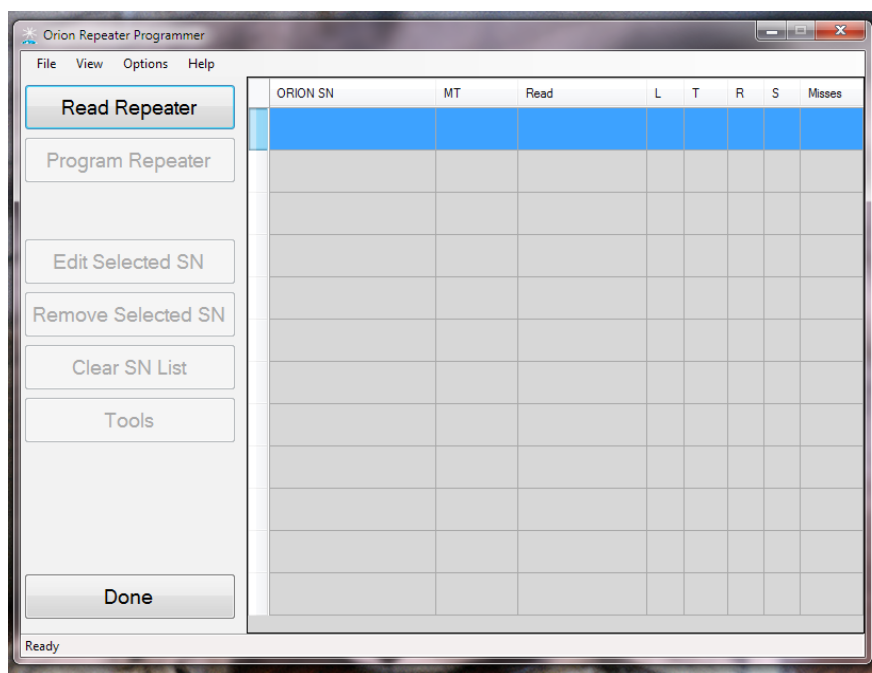 Orion Repeater Programmer
File View Options Help
Read Repeater
Program Repeater
Edit Selected SN
Remove Selected SN
Clear SN List
Tools
Done
ORION SN MT Read L T R S Misses
Ready